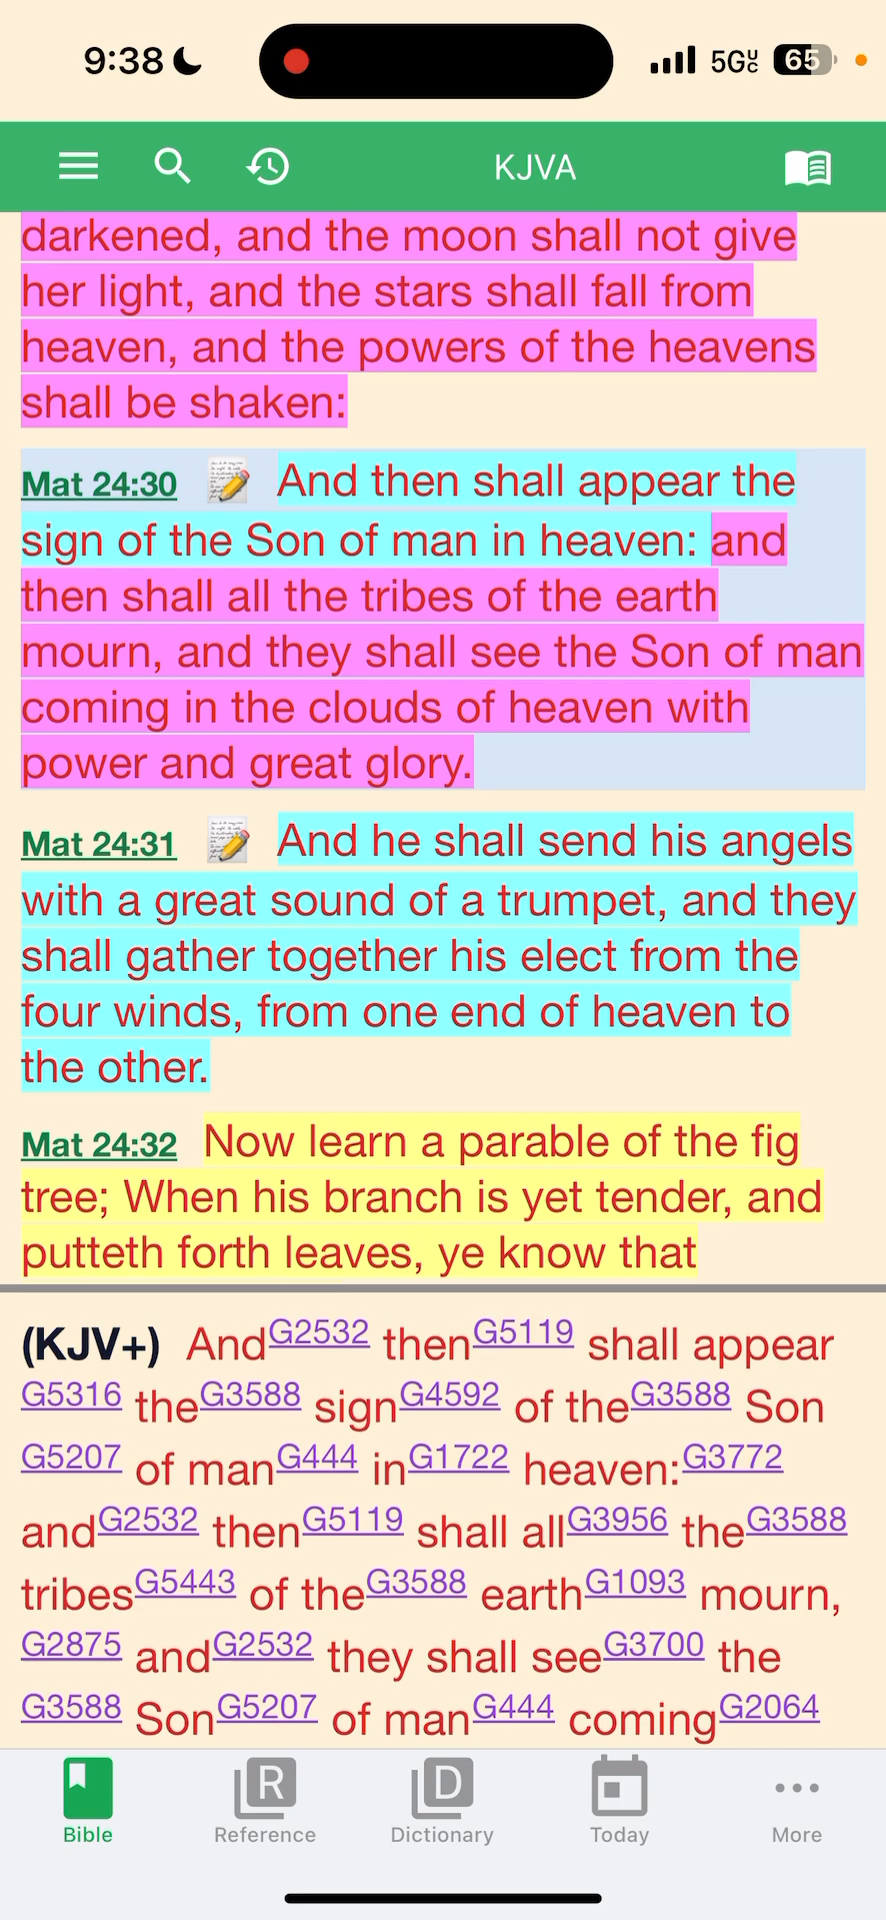 9:38
5GUC 65
KJVA
darkened, and the moon shall not give
her light, and the stars shall fall from
heaven, and the powers of the heavens
shall be shaken:
Mat 24:30 And then shall appear the
sign of the Son of man in heaven: and
then shall all the tribes of the earth
mourn, and they shall see the Son of man
coming in the clouds of heaven with
power and great glory.
Mat 24:31 And he shall send his angels
with a great sound of a trumpet, and they
shall gather together his elect from the
four winds, from one end of heaven to
the other.
Mat 24:32 Now learn a parable of the fig
tree; When his branch is yet tender, and
putteth forth leaves, ye know that
(KJV+) AndG2532 thenG5119 shall appear
G5316 theG3588 signG4592 of theG3588 Son
G5207 of manG444 inG1722 heaven:G3772
andG2532 thenG5119 shall allG3956 theG3588
tribesG5443 of theG3588 earthG1093 mourn,
G2875 andG2532 they shall seeG3700 the
G3588 SonG5207 of manG444 comingG2064
R D
Bible Reference Dictionary Today More